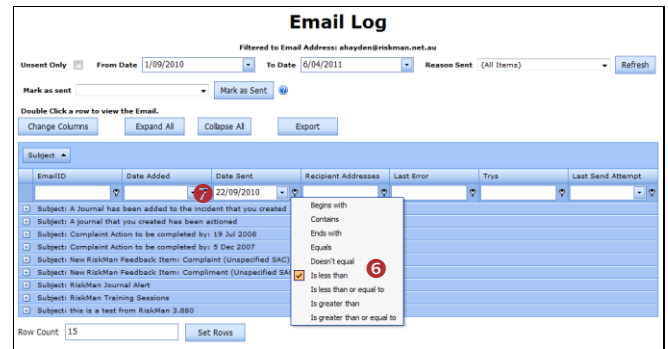 Email Log
Filtered to Email Address: ahayden@riskman.net.au
Unsent Only From Date 1/09/2010 To Date 6/04/2011 Reason Sent {All Items} Refresh
Mark as sent Mark as Sent
Double Click a row to view the Email.
Change Columns Expand All Collapse All Export
Subject
EmailID Date Added Date Sent Recipient Addresses Last Error Trys Last Send Attempt
7 22/09/2010
Begins with
Subject: A Journal has been added to the incident that you created
Contains
Subject: A journal that you created has been actioned
Ends with
Subject: Complaint Action to be completed by: 19 Jul 2008
Equals
Subject: Complaint Action to be completed by: 5 Dec 2007
Doesn't equal
Subject: New RiskMan Feedback Item: Complaint (Unspecified SAC)
Is less than 6
Subject: New RiskMan Feedback Item: Compliment (Unspecified SAC
Is less than or equal to
Subject: RiskMan Journal Alert
Is greater than
Subject: RiskMan Training Sessions
Is greater than or equal to
Subject: this is a test from RiskMan 3.880
Row Count 15 Set Rows